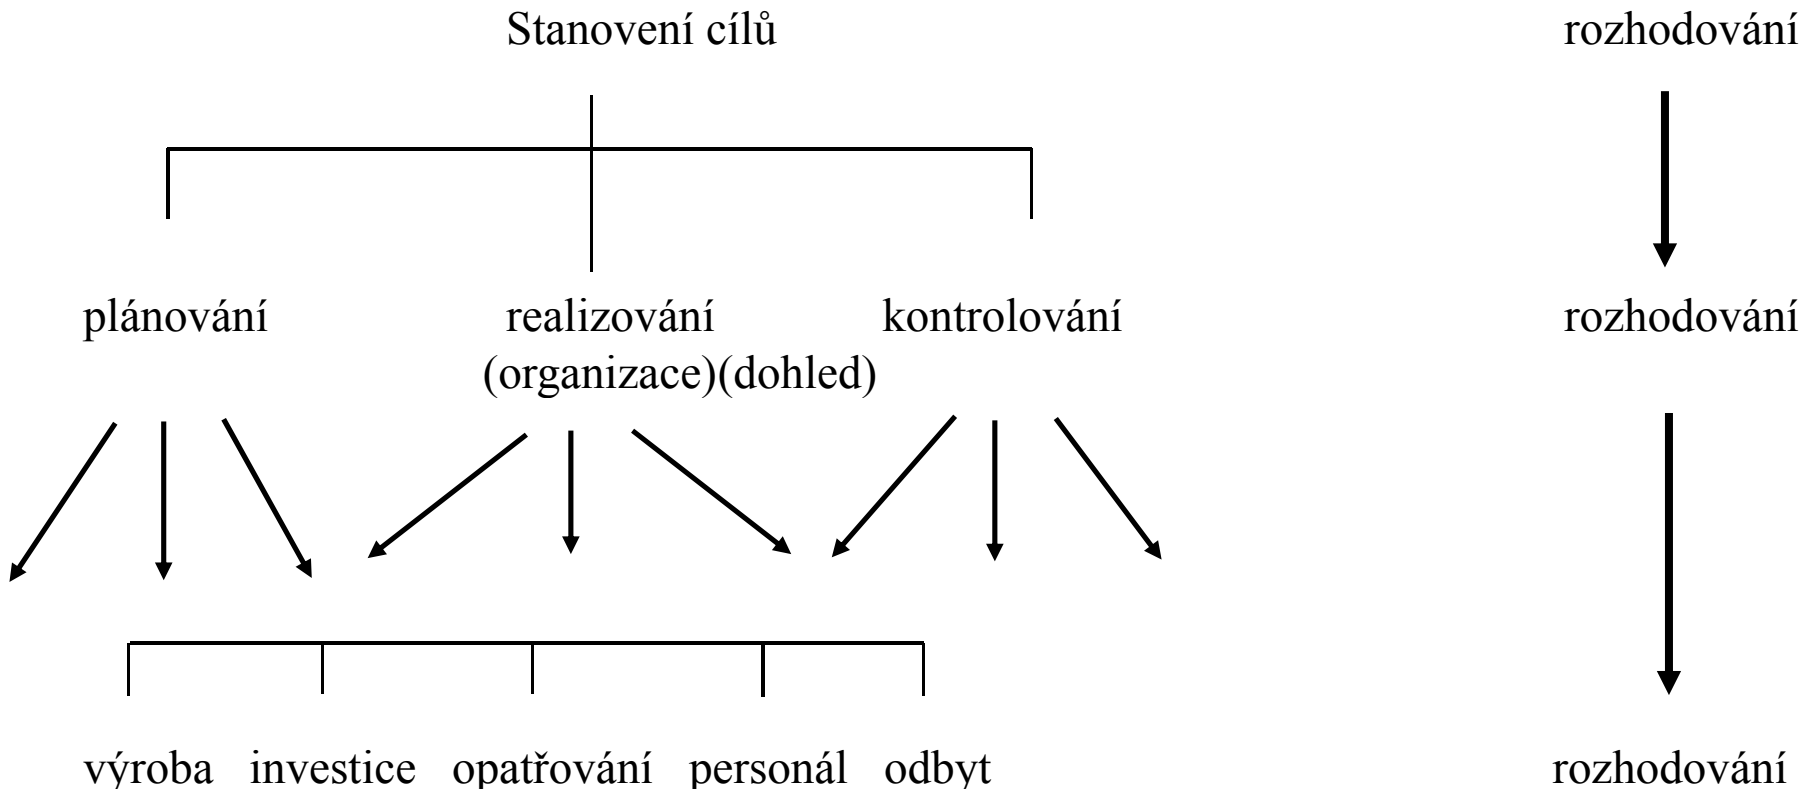 Stanovení cílů rozhodování
plánování realizování kontrolování rozhodování
(organizace)(dohled)
výroba investice opatřování personál odbyt rozhodování